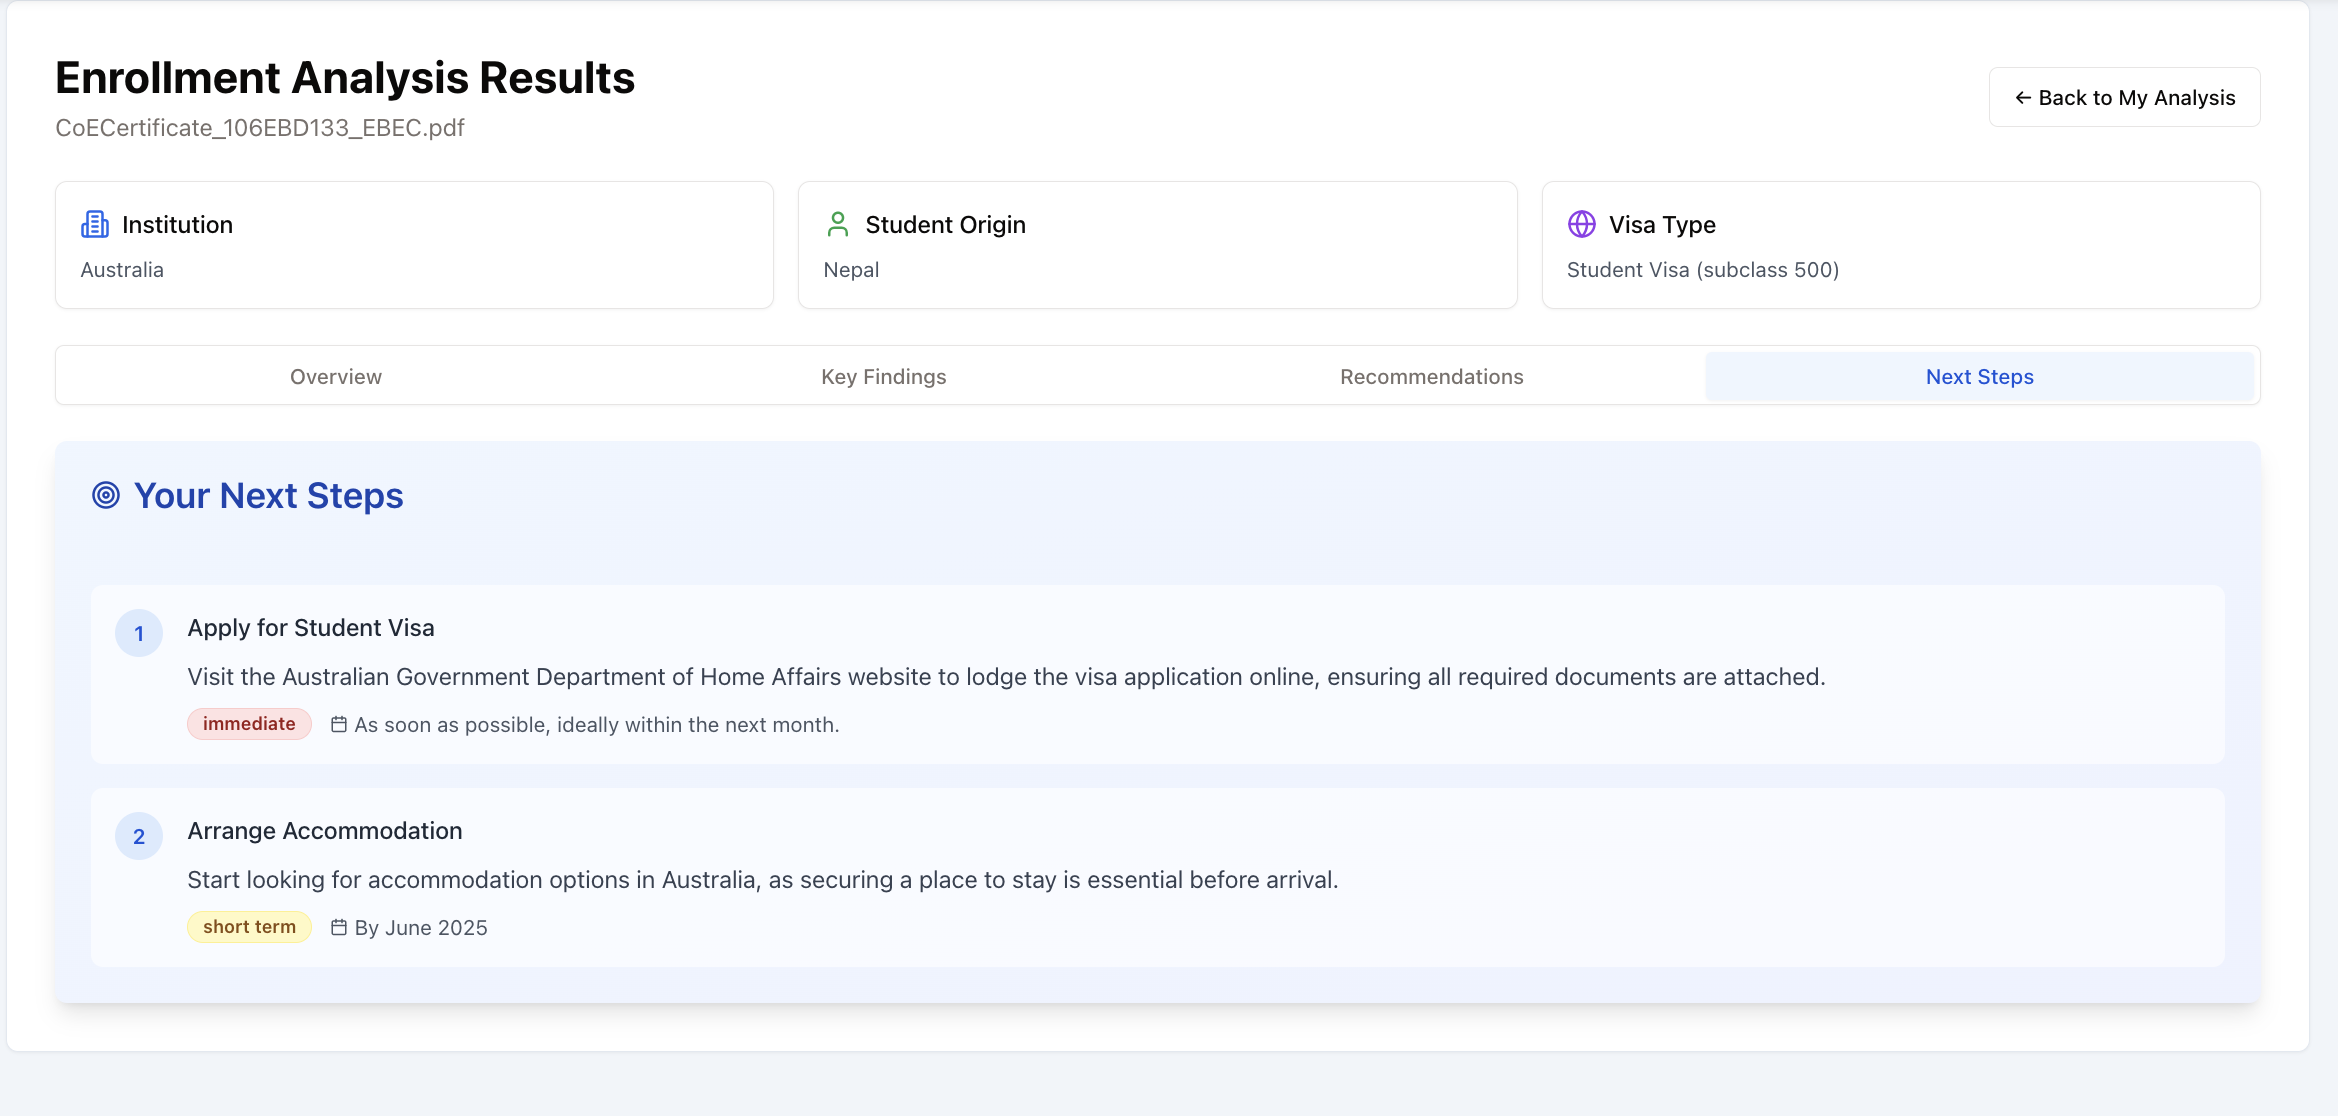 Enrollment Analysis Results
CoECertificate_106EBD133_EBEC.pdf
← Back to My Analysis
Institution
Australia
Student Origin
Nepal
Visa Type
Student Visa (subclass 500)
Overview
Key Findings
Recommendations
Next Steps
Your Next Steps
1
Apply for Student Visa
Visit the Australian Government Department of Home Affairs website to lodge the visa application online, ensuring all required documents are attached.
immediate
As soon as possible, ideally within the next month.
2
Arrange Accommodation
Start looking for accommodation options in Australia, as securing a place to stay is essential before arrival.
short term
By June 2025